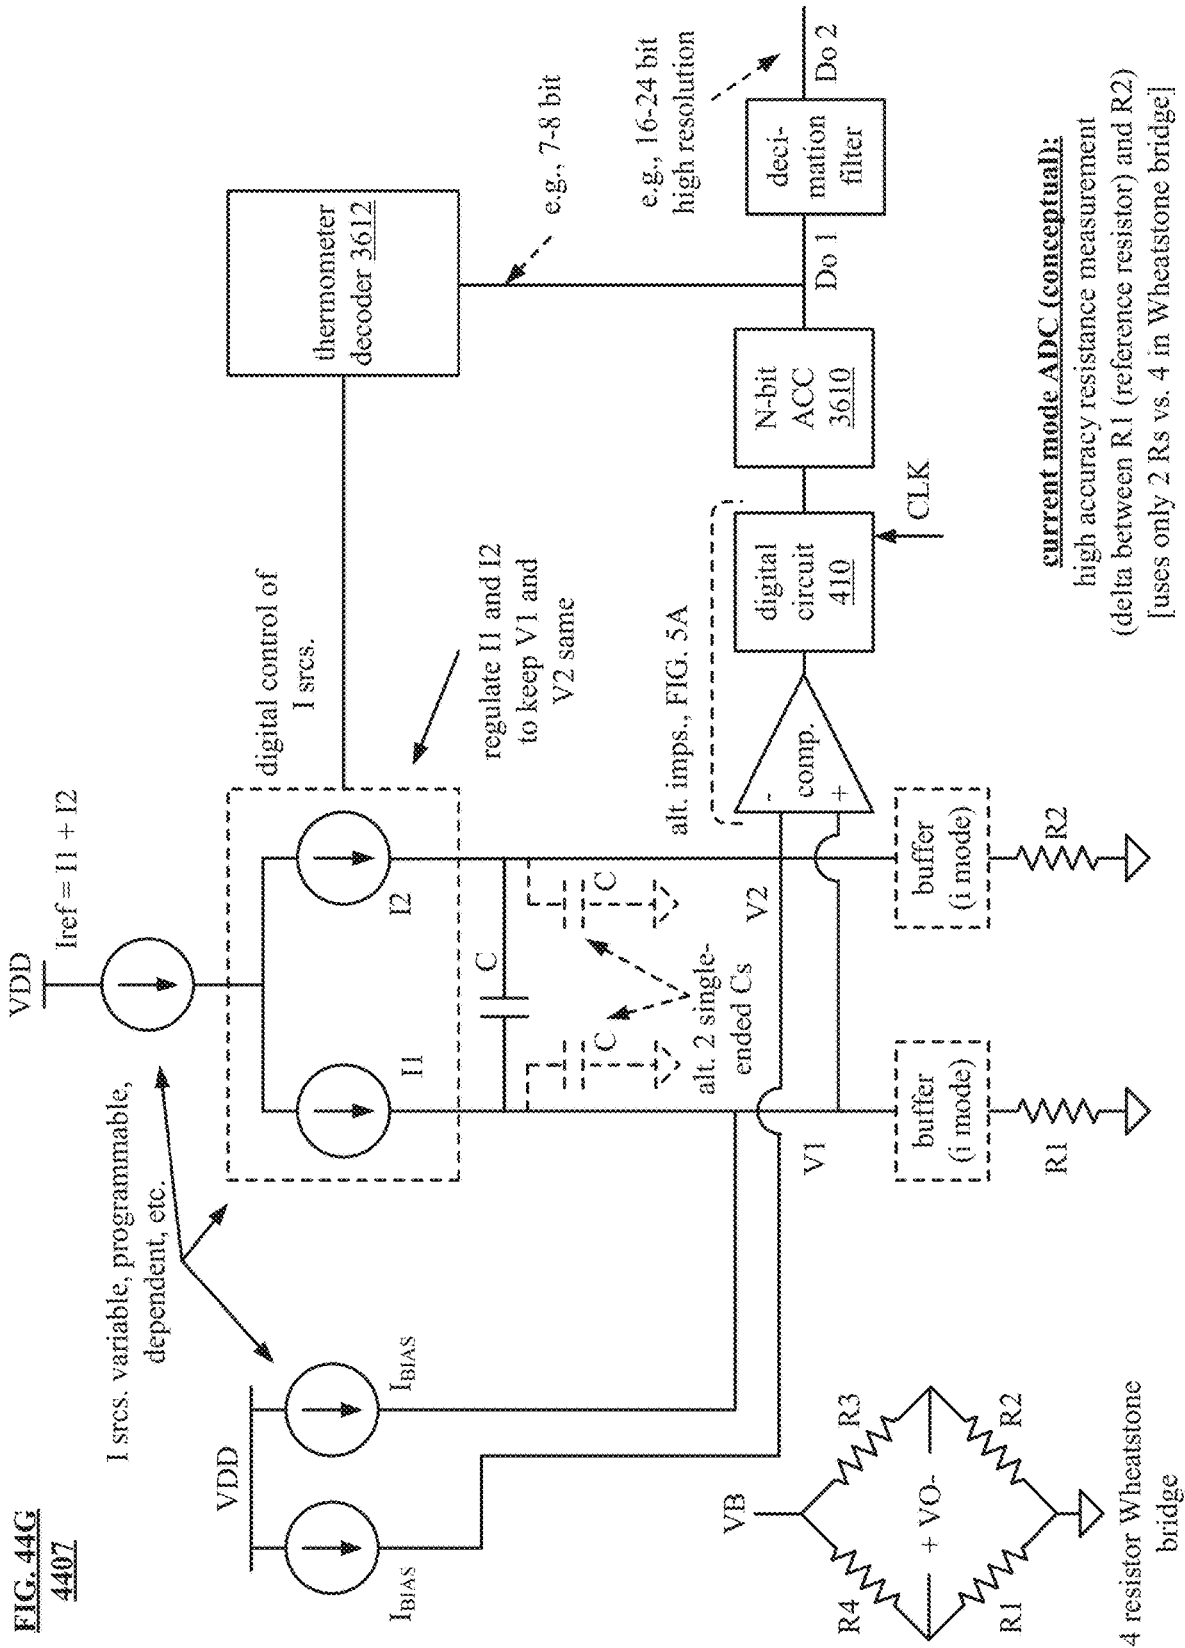 FIG. 44G
4407
VDD
Iref = I1 + I2
I srcs. variable, programmable,
dependent, etc.
VDD
I_BIAS
I_BIAS
I1
I2
digital control of
I srcs.
thermometer
decoder 3612
regulate I1 and I2
to keep V1 and
V2 same
e.g., 7-8 bit
e.g., 16-24 bit
high resolution
C
C
C
alt. 2 single-
ended Cs
V1
V2
alt. imps., FIG. 5A
-
comp.
+
digital
circuit
410
CLK
N-bit
ACC
3610
Do 1
deci-
mation
filter
Do 2
buffer
(i mode)
R1
buffer
(i mode)
R2
VB
R4
R3
+ VO-
R1
R2
4 resistor Wheatstone
bridge
current mode ADC (conceptual):
high accuracy resistance measurement
(delta between R1 (reference resistor) and R2)
[uses only 2 Rs vs. 4 in Wheatstone bridge]